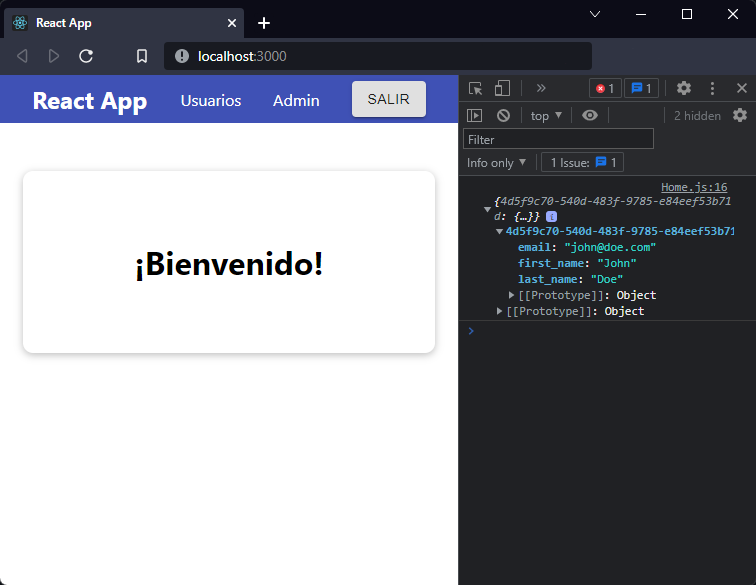 React App
localhost:3000
React App Usuarios Admin SALIR
¡Bienvenido!
1 1
top 2 hidden
Filter
Info only 1 Issue: 1
Home.js:16
{4d5f9c70-540d-483f-9785-e84eef53b71
d: {…}} i
4d5f9c70-540d-483f-9785-e84eef53b71
email: "john@doe.com"
first_name: "John"
last_name: "Doe"
[[Prototype]]: Object
[[Prototype]]: Object